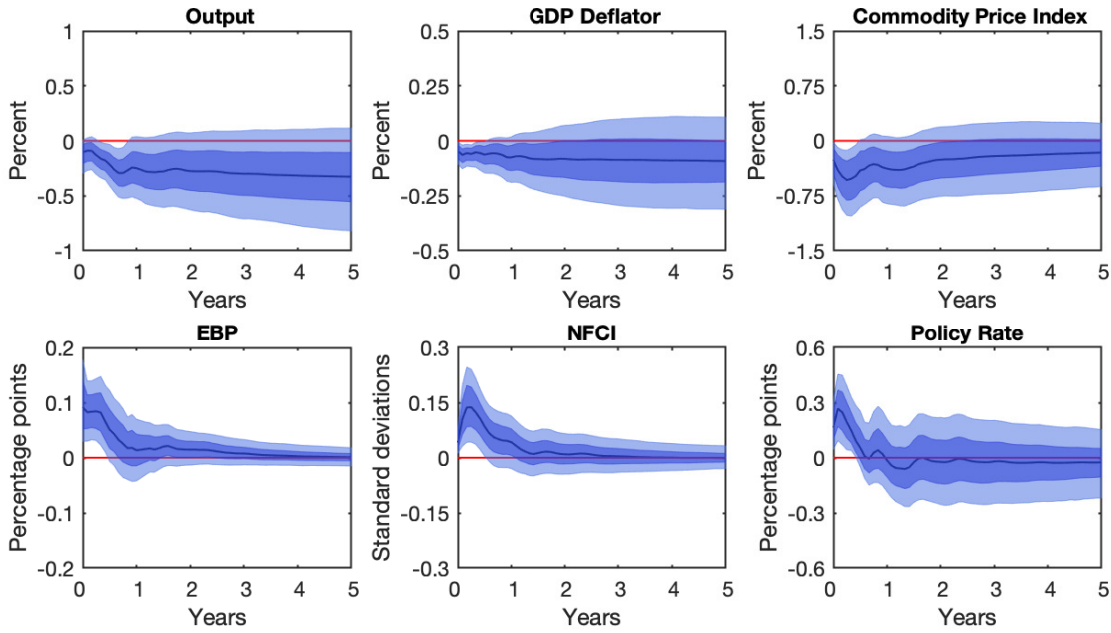 Output
GDP Deflator
Commodity Price Index
Percent
1
0.5
0
-0.5
-1
0 1 2 3 4 5
Years
Percent
0.5
0.25
0
-0.25
-0.5
0 1 2 3 4 5
Years
Percent
1.5
0.75
0
-0.75
-1.5
0 1 2 3 4 5
Years
EBP
NFCI
Policy Rate
Percentage points
0.2
0.1
0
-0.1
-0.2
0 1 2 3 4 5
Years
Standard deviations
0.3
0.15
0
-0.15
-0.3
0 1 2 3 4 5
Years
Percentage points
0.6
0.3
0
-0.3
-0.6
0 1 2 3 4 5
Years